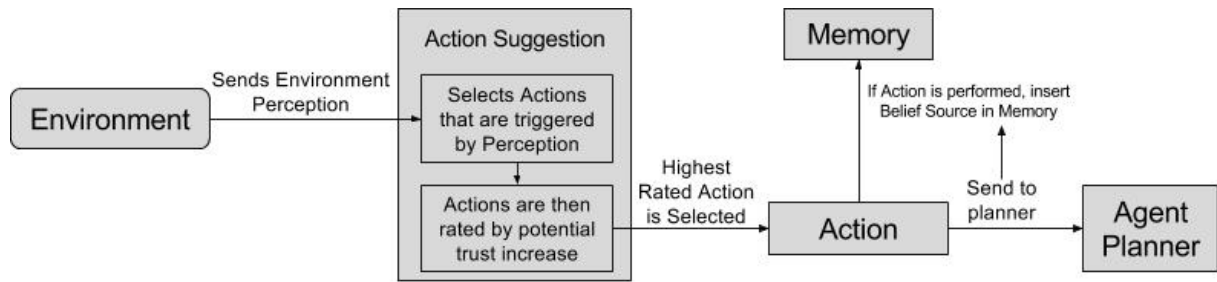 Environment
Sends Environment
Perception
Action Suggestion
Selects Actions
that are triggered
by Perception
Actions are then
rated by potential
trust increase
Highest
Rated Action
is Selected
Memory
If Action is performed, insert
Belief Source in Memory
Action
Send to
planner
Agent
Planner